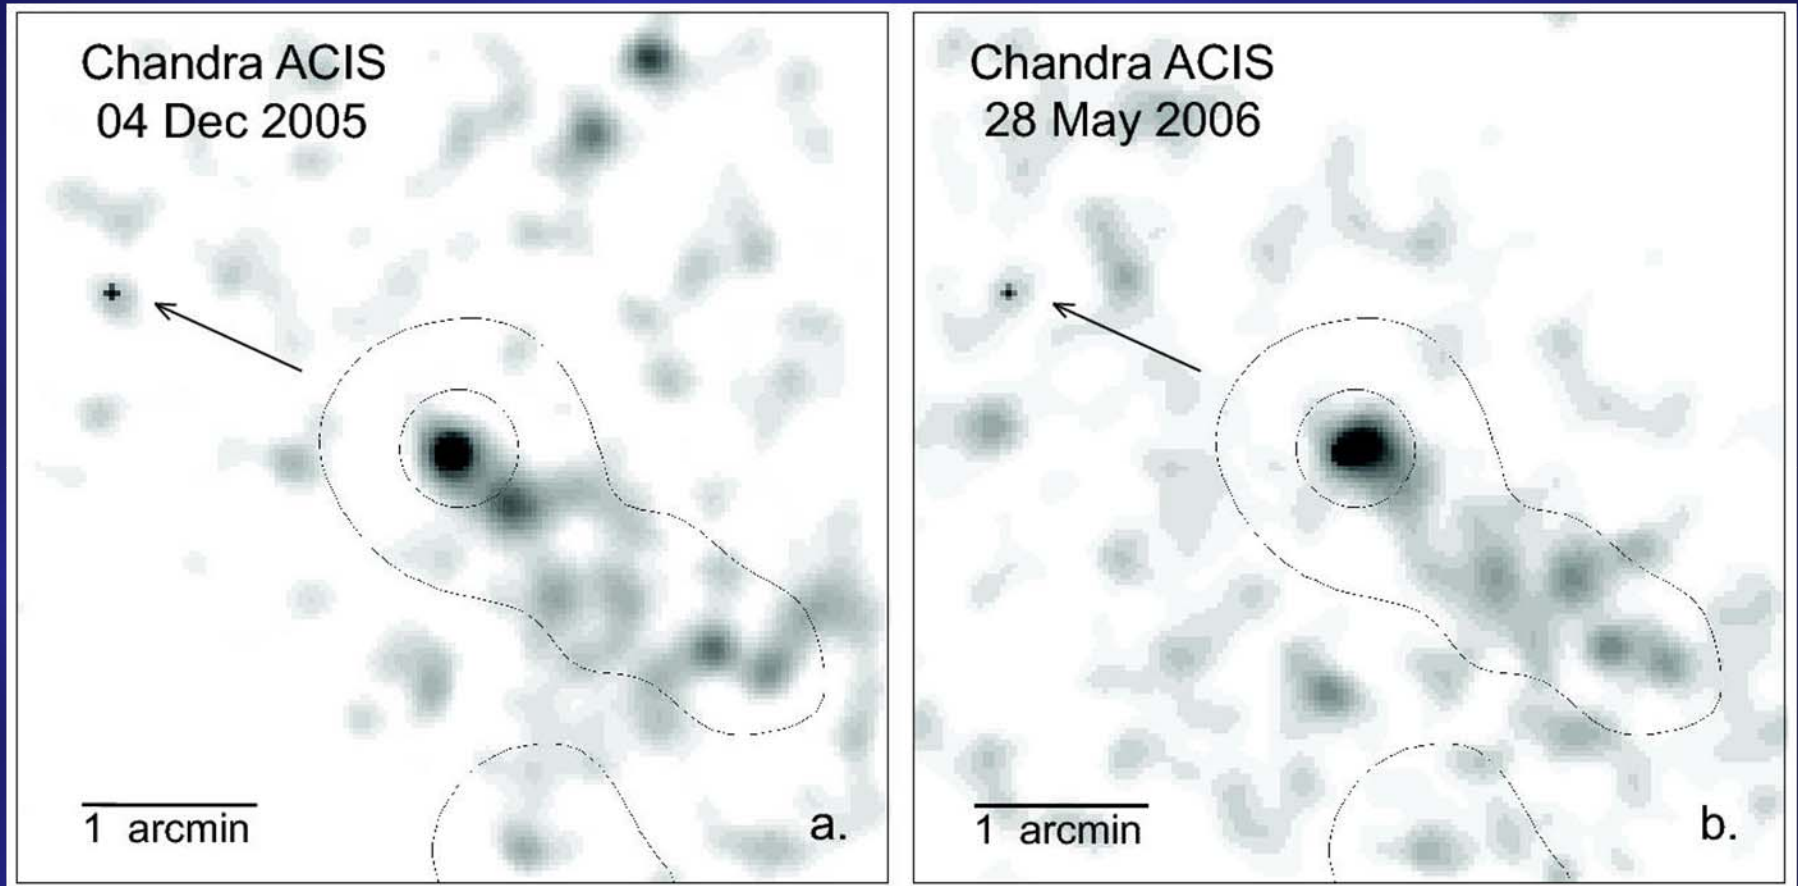 Chandra ACIS
04 Dec 2005
1 arcmin
a.
Chandra ACIS
28 May 2006
1 arcmin
b.